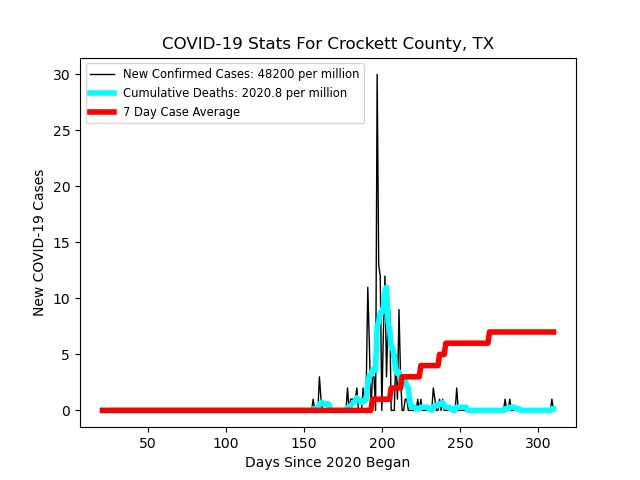 COVID-19 Stats For Crockett County, TX
New Confirmed Cases: 48200 per million
Cumulative Deaths: 2020.8 per million
7 Day Case Average
30
25
20
15
10
5
0
New COVID-19 Cases
50 100 150 200 250 300
Days Since 2020 Began